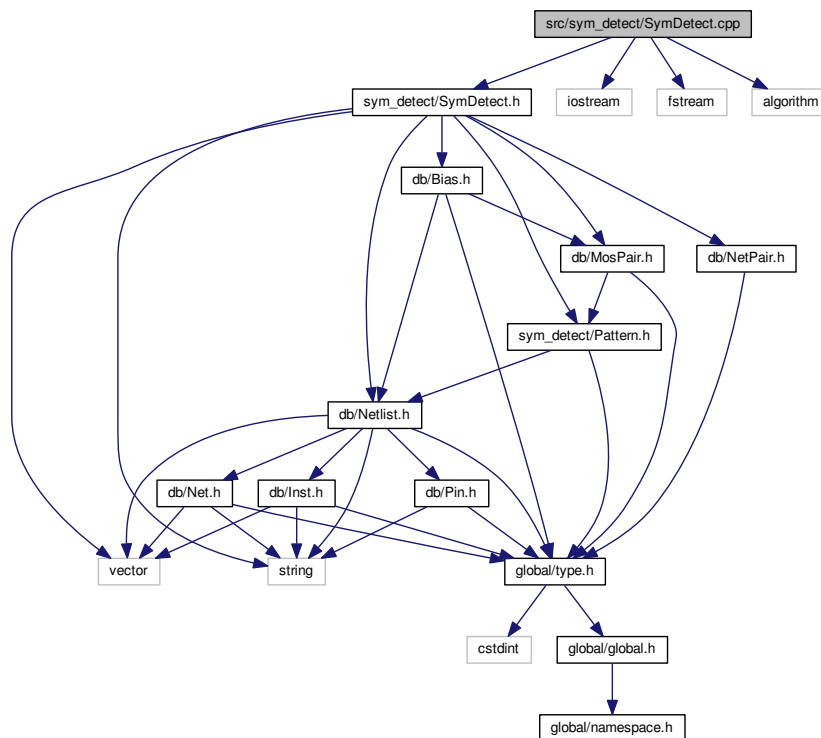 src/sym_detect/SymDetect.cpp
sym_detect/SymDetect.h
iostream
fstream
algorithm
db/Bias.h
db/MosPair.h
db/NetPair.h
sym_detect/Pattern.h
db/Netlist.h
db/Net.h
db/Inst.h
db/Pin.h
vector
string
global/type.h
cstdint
global/global.h
global/namespace.h